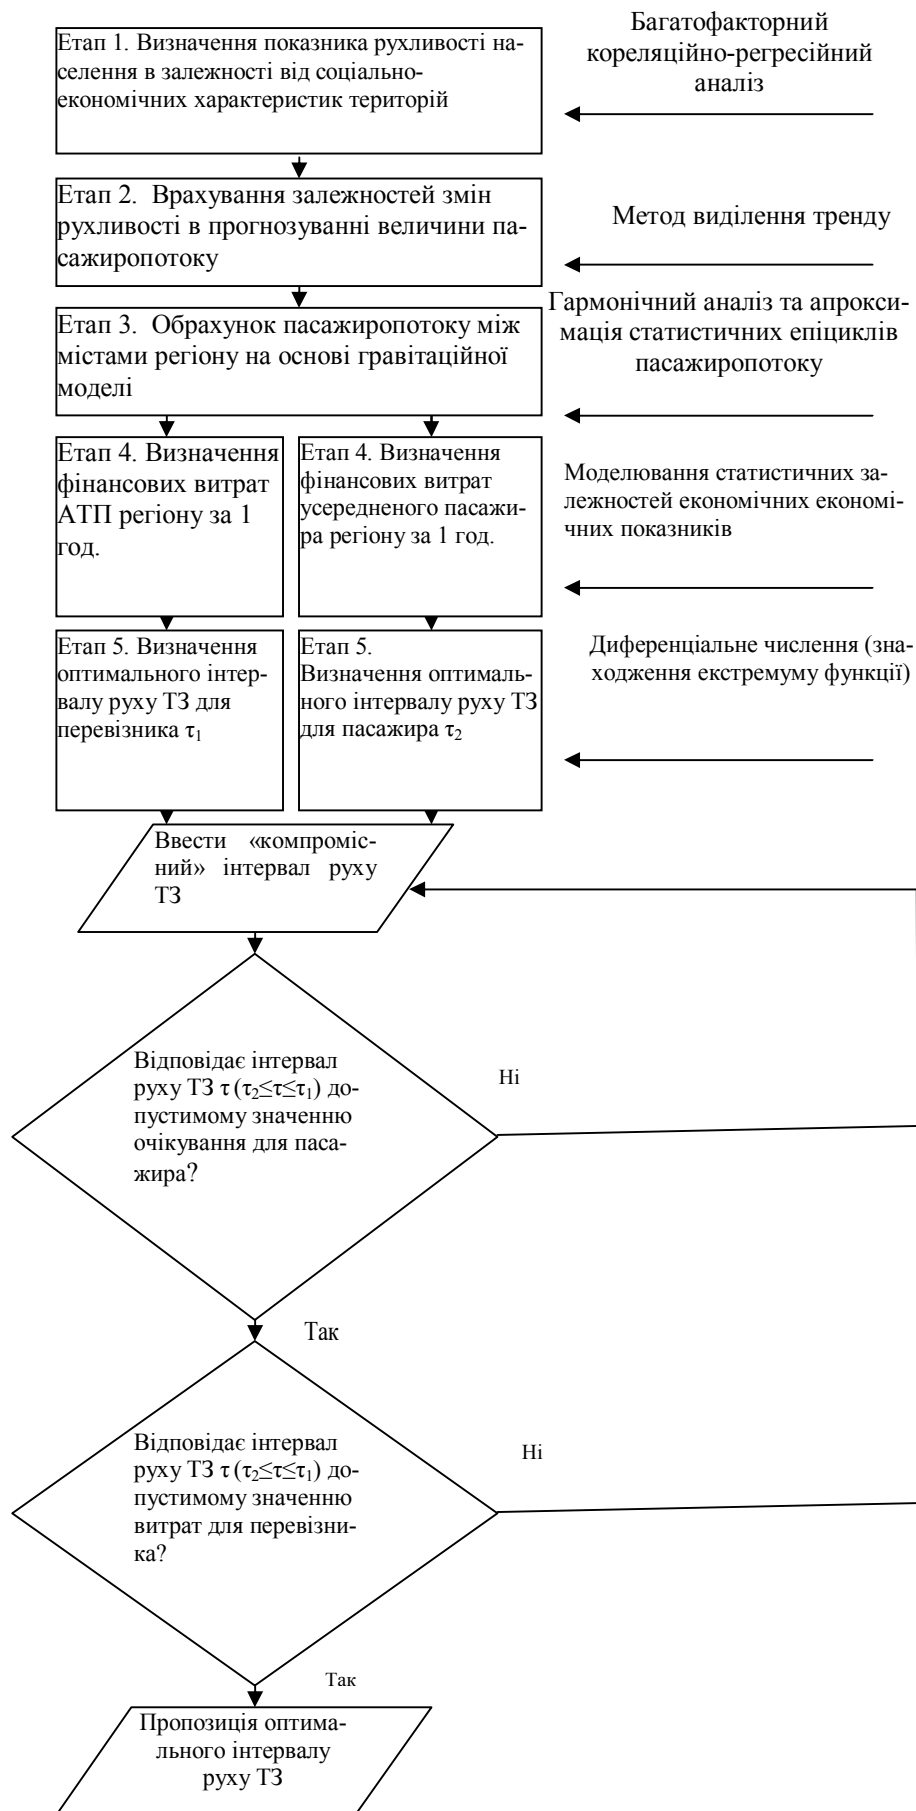 Багатофакторний
кореляційно-регресійний
аналіз
Етап 1. Визначення показника рухливості на-
селення в залежності від соціально-
економічних характеристик територій
Етап 2.  Врахування залежностей змін
рухливості в прогнозуванні величини па-
сажиропотоку
Метод виділення тренду
Гармонічний аналіз та апрокси-
мація статистичних епіциклів
пасажиропотоку
Етап 3.  Обрахунок пасажиропотоку між
містами регіону на основі гравітаційної
моделі
Етап 4. Визначення
фінансових витрат
АТП регіону за 1
год.
Етап 4. Визначення
фінансових витрат
усередненого пасажи-
ра регіону за 1 год.
Моделювання статистичних за-
лежностей економічних економі-
чних показників
Етап 5. Визначення
оптимального інтер-
валу руху ТЗ для
перевізника τ₁
Етап 5.
Визначення оптималь-
ного інтервалу руху ТЗ
для пасажира τ₂
Диференціальне числення (зна-
ходження екстремуму функції)
Ввести «компроміс-
ний» інтервал руху
ТЗ
Відповідає інтервал
руху ТЗ τ (τ₂≤τ≤τ₁) до-
пустимому значенню
очікування для паса-
жира?
Ні
Так
Відповідає інтервал
руху ТЗ τ (τ₂≤τ≤τ₁) до-
пустимому значенню
витрат для перевізни-
ка?
Ні
Так
Пропозиція оптима-
льного інтервалу
руху ТЗ